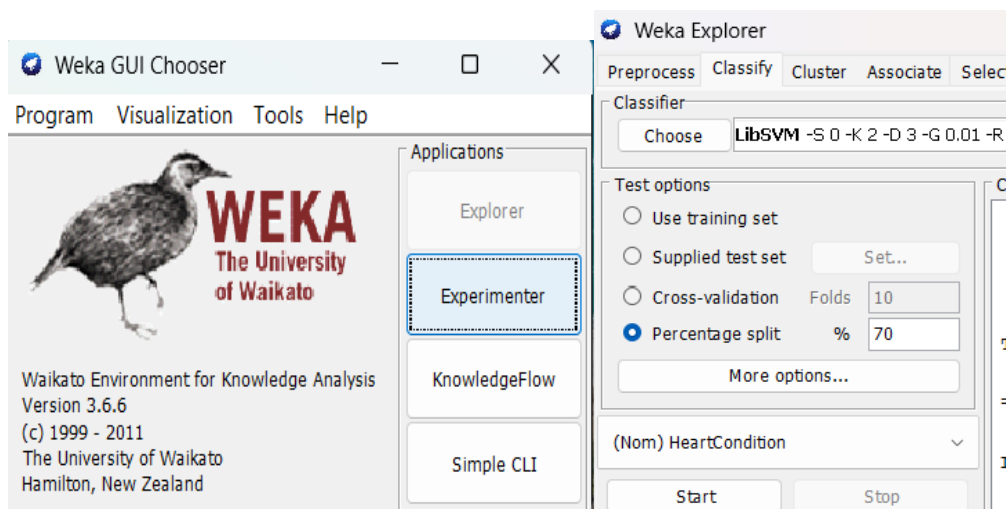 Weka GUI Chooser
Program Visualization Tools Help
WEKA
The University
of Waikato
Waikato Environment for Knowledge Analysis
Version 3.6.6
(c) 1999 - 2011
The University of Waikato
Hamilton, New Zealand
Applications
Explorer
Experimenter
KnowledgeFlow
Simple CLI
Weka Explorer
Preprocess Classify Cluster Associate Selec
Classifier
Choose LibSVM -S 0 -K 2 -D 3 -G 0.01 -R
Test options
Use training set
Supplied test set Set...
Cross-validation Folds 10
Percentage split % 70
More options...
(Nom) HeartCondition
Start Stop